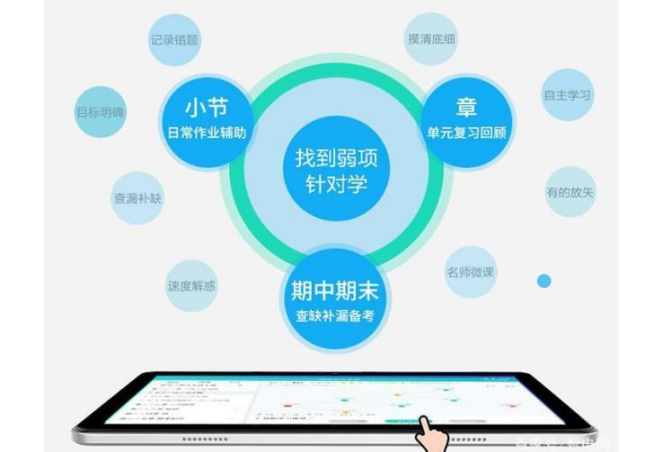 记录错题
摸清底细
小节
日常作业辅助
章
单元复习回顾
目标明确
自主学习
找到弱项
针对学
查漏补缺
有的放矢
速度解惑
名师微课
期中期末
查缺补漏备考